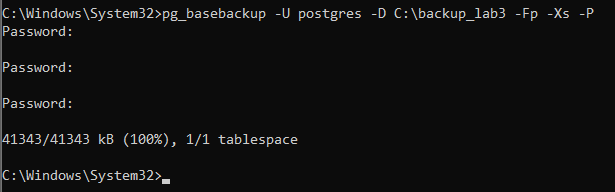 C:\Windows\System32>pg_basebackup -U postgres -D C:\backup_lab3 -Fp -Xs -P
Password:
Password:
Password:
41343/41343 kB (100%), 1/1 tablespace
C:\Windows\System32>